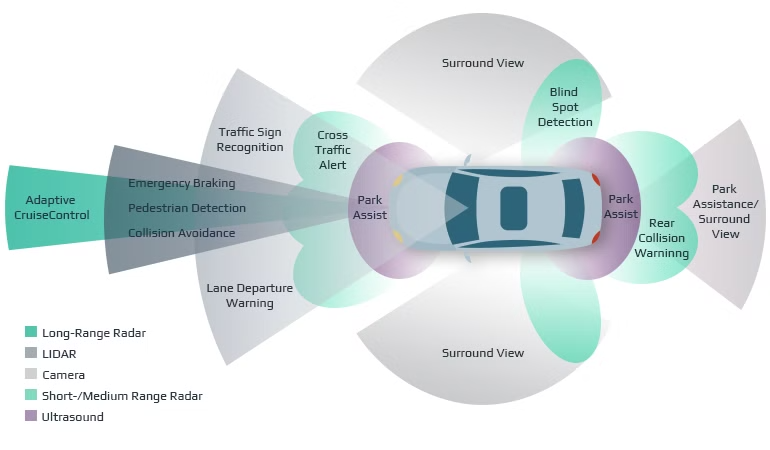 Surround View
Blind
Spot
Detection
Traffic Sign
Recognition
Cross
Traffic
Alert
Adaptive
CruiseControl
Emergency Braking
Pedestrian Detection
Collision Avoidance
Park
Assist
Park
Assist
Rear
Collision
Warninng
Park
Assistance/
Surround
View
Lane Departure
Warning
Surround View
Long-Range Radar
LIDAR
Camera
Short-/Medium Range Radar
Ultrasound